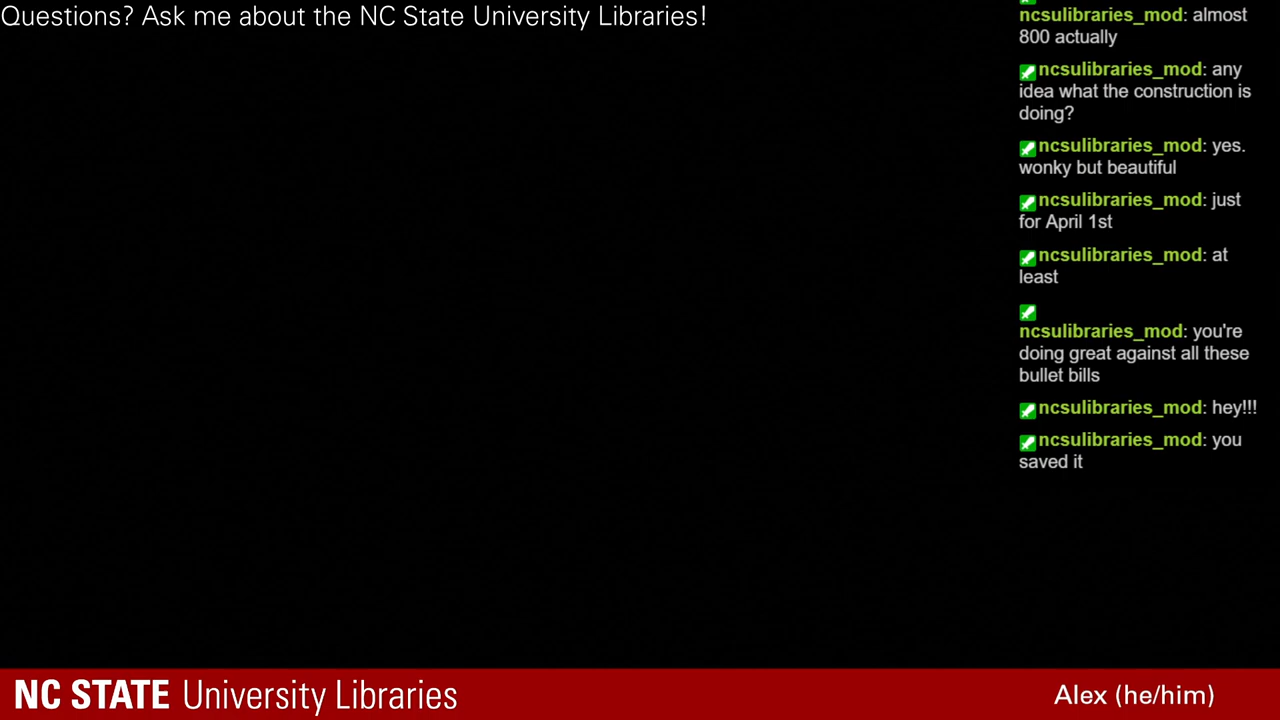 Questions? Ask me about the NC State University Libraries!
ncsulibraries_mod: almost
800 actually
ncsulibraries_mod: any
idea what the construction is
doing?
ncsulibraries_mod: yes.
wonky but beautiful
ncsulibraries_mod: just
for April 1st
ncsulibraries_mod: at
least
ncsulibraries_mod: you're
doing great against all these
bullet bills
ncsulibraries_mod: hey!!!
ncsulibraries_mod: you
saved it
NC STATE University Libraries
Alex (he/him)